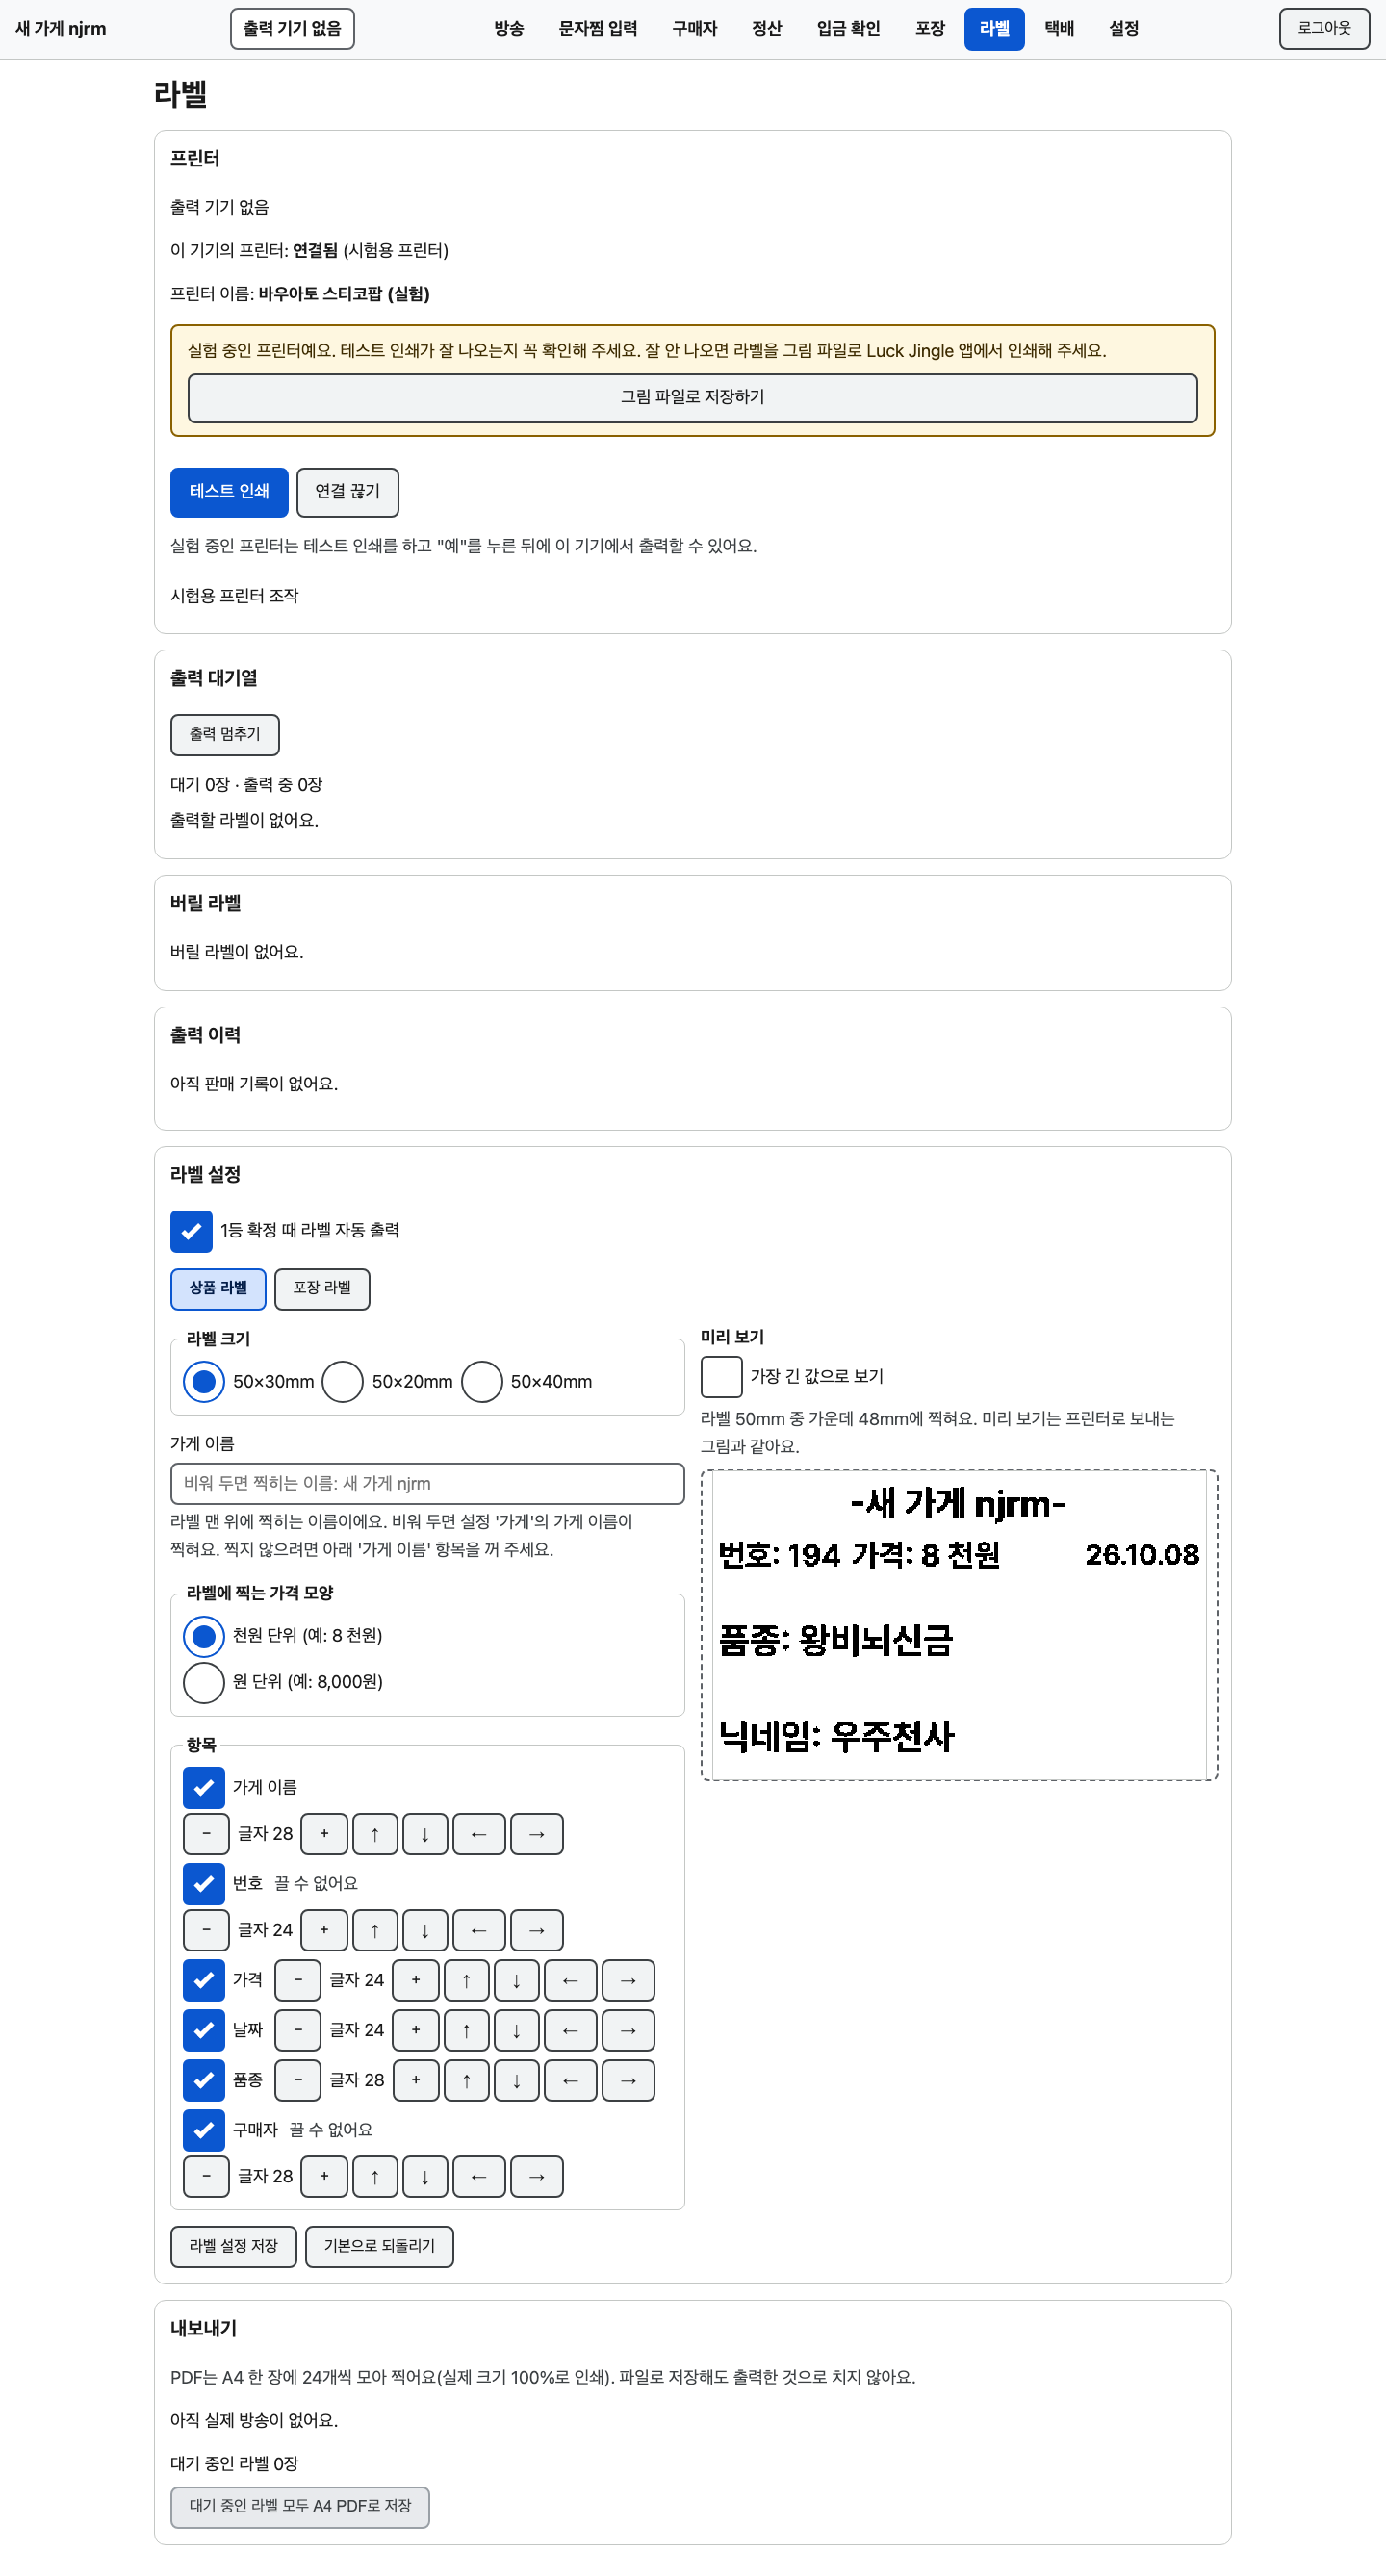 새 가게 njrm
출력 기기 없음
방송 문자찜 입력 구매자 정산 입금 확인 포장 라벨 택배 설정
로그아웃
라벨
프린터
출력 기기 없음
이 기기의 프린터: 연결됨 (시험용 프린터)
프린터 이름: 바우아토 스티코팝 (실험)
실험 중인 프린터예요. 테스트 인쇄가 잘 나오는지 꼭 확인해 주세요. 잘 안 나오면 라벨을 그림 파일로 Luck Jingle 앱에서 인쇄해 주세요.
그림 파일로 저장하기
테스트 인쇄 연결 끊기
실험 중인 프린터는 테스트 인쇄를 하고 "예"를 누른 뒤에 이 기기에서 출력할 수 있어요.
시험용 프린터 조작
출력 대기열
출력 멈추기
대기 0장 · 출력 중 0장
출력할 라벨이 없어요.
버릴 라벨
버릴 라벨이 없어요.
출력 이력
아직 판매 기록이 없어요.
라벨 설정
1등 확정 때 라벨 자동 출력
상품 라벨 포장 라벨
라벨 크기
50×30mm 50×20mm 50×40mm
가게 이름
비워 두면 찍히는 이름: 새 가게 njrm
라벨 맨 위에 찍히는 이름이에요. 비워 두면 설정 '가게'의 가게 이름이
찍혀요. 찍지 않으려면 아래 '가게 이름' 항목을 꺼 주세요.
라벨에 찍는 가격 모양
천원 단위 (예: 8 천원)
원 단위 (예: 8,000원)
항목
가게 이름
− 글자 28 + ↑ ↓ ← →
번호 끌 수 없어요
− 글자 24 + ↑ ↓ ← →
가격 − 글자 24 + ↑ ↓ ← →
날짜 − 글자 24 + ↑ ↓ ← →
품종 − 글자 28 + ↑ ↓ ← →
구매자 끌 수 없어요
− 글자 28 + ↑ ↓ ← →
라벨 설정 저장 기본으로 되돌리기
미리 보기
가장 긴 값으로 보기
라벨 50mm 중 가운데 48mm에 찍혀요. 미리 보기는 프린터로 보내는
그림과 같아요.
-새 가게 njrm-
번호: 194 가격: 8 천원 26.10.08
품종: 왕비뇌신금
닉네임: 우주천사
내보내기
PDF는 A4 한 장에 24개씩 모아 찍어요(실제 크기 100%로 인쇄). 파일로 저장해도 출력한 것으로 치지 않아요.
아직 실제 방송이 없어요.
대기 중인 라벨 0장
대기 중인 라벨 모두 A4 PDF로 저장